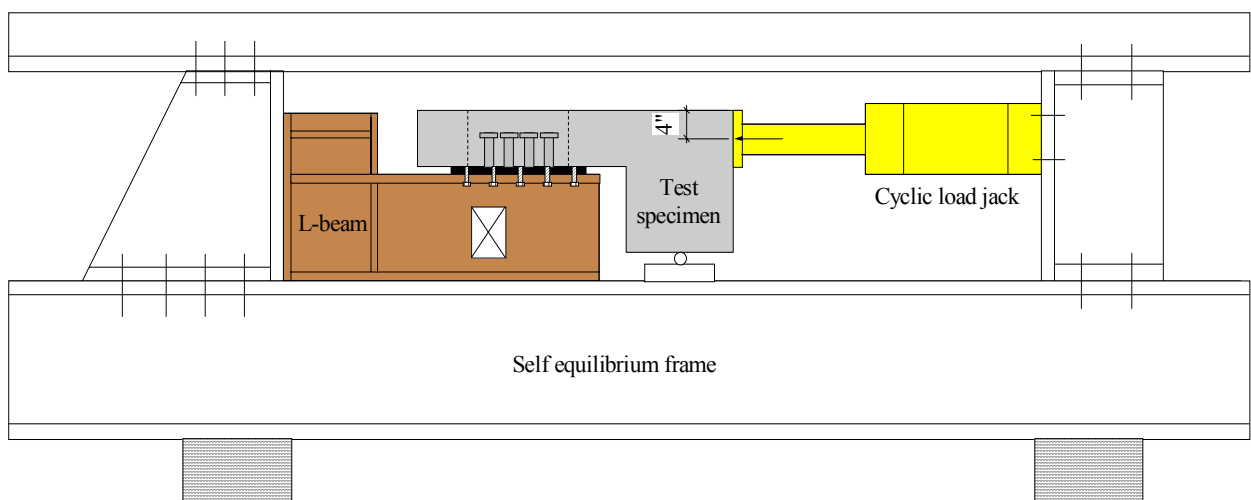 4"
Test
specimen
Cyclic load jack
L-beam
Self equilibrium frame